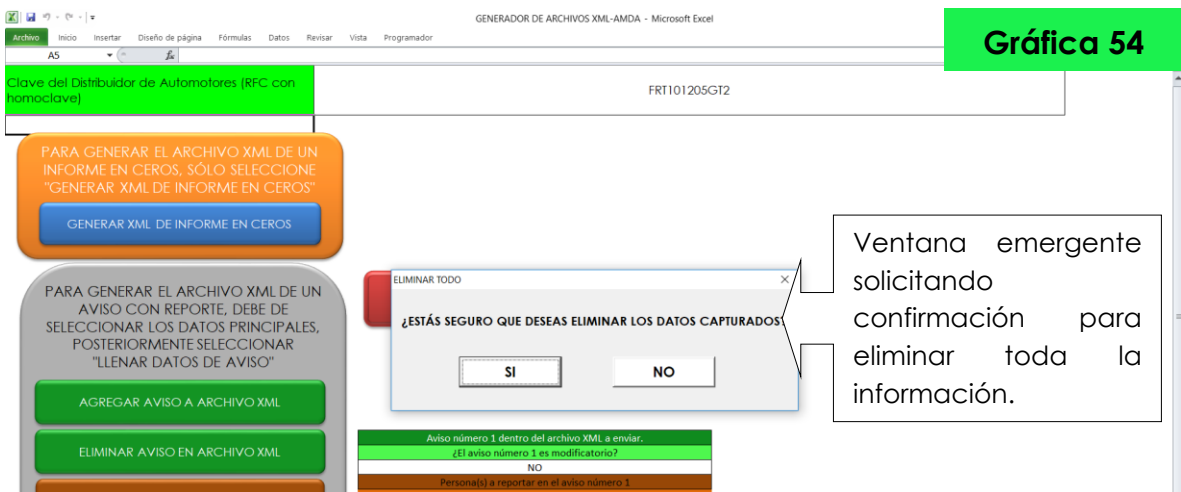 GENERADOR DE ARCHIVOS XML-AMDA - Microsoft Excel
Gráfica 54
Archivo Inicio Insertar Diseño de página Fórmulas Datos Revisar Vista Programador
A5 fx
Clave del Distribuidor de Automotores (RFC con
homoclave)
FRT101205GT2
PARA GENERAR EL ARCHIVO XML DE UN
INFORME EN CEROS, SÓLO SELECCIONE
"GENERAR XML DE INFORME EN CEROS"
GENERAR XML DE INFORME EN CEROS
PARA GENERAR EL ARCHIVO XML DE UN
AVISO CON REPORTE, DEBE DE
SELECCIONAR LOS DATOS PRINCIPALES,
POSTERIORMENTE SELECCIONAR
"LLENAR DATOS DE AVISO"
AGREGAR AVISO A ARCHIVO XML
ELIMINAR AVISO EN ARCHIVO XML
ELIMINAR TODO
¿ESTÁS SEGURO QUE DESEAS ELIMINAR LOS DATOS CAPTURADOS?
SI NO
Ventana emergente
solicitando
confirmación para
eliminar toda la
información.
Aviso número 1 dentro del archivo XML a enviar.
¿El aviso número 1 es modificatorio?
NO
Persona(s) a reportar en el aviso número 1